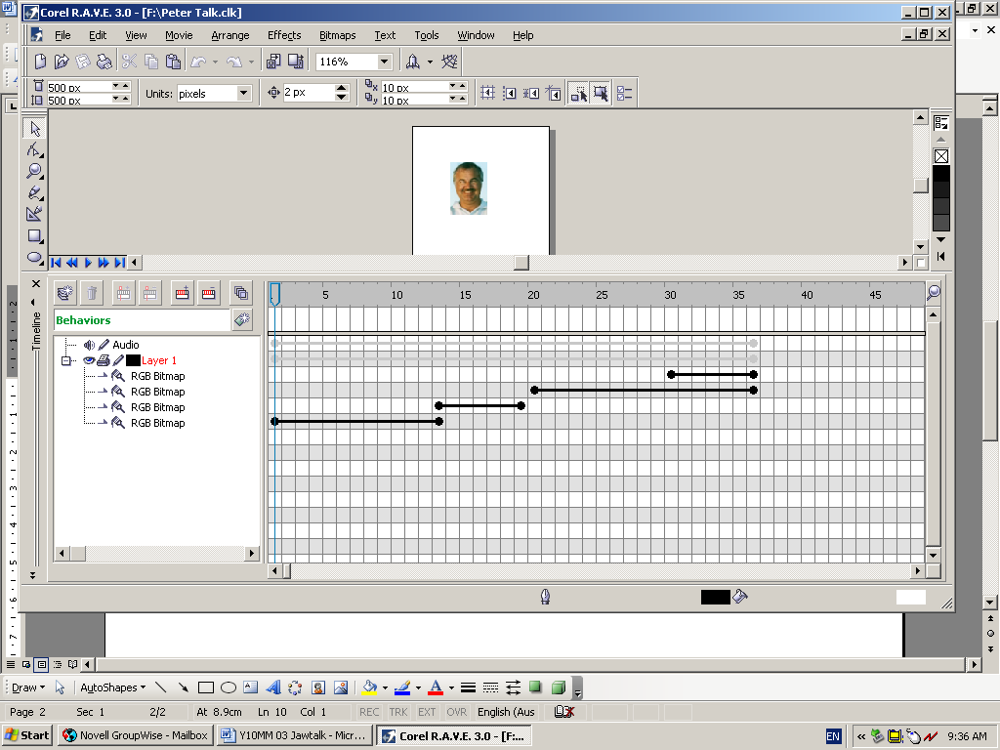 Corel R.A.V.E. 3.0 - [F:\Peter Talk.clk]
File Edit View Movie Arrange Effects Bitmaps Text Tools Window Help
116%
500 px
500 px
Units: pixels
2 px
10 px
10 px
Timeline
5 10 15 20 25 30 35 40 45
Behaviors
Audio
Layer 1
RGB Bitmap
RGB Bitmap
RGB Bitmap
RGB Bitmap
Draw AutoShapes
Page 2 Sec 1 2/2 At 8.9cm Ln 10 Col 1 REC TRK EXT OVR English (Aus
Start Novell GroupWise - Mailbox Y10MM 03 Jawtalk - Micr... Corel R.A.V.E. 3.0 - [F:... EN « 9:36 AM